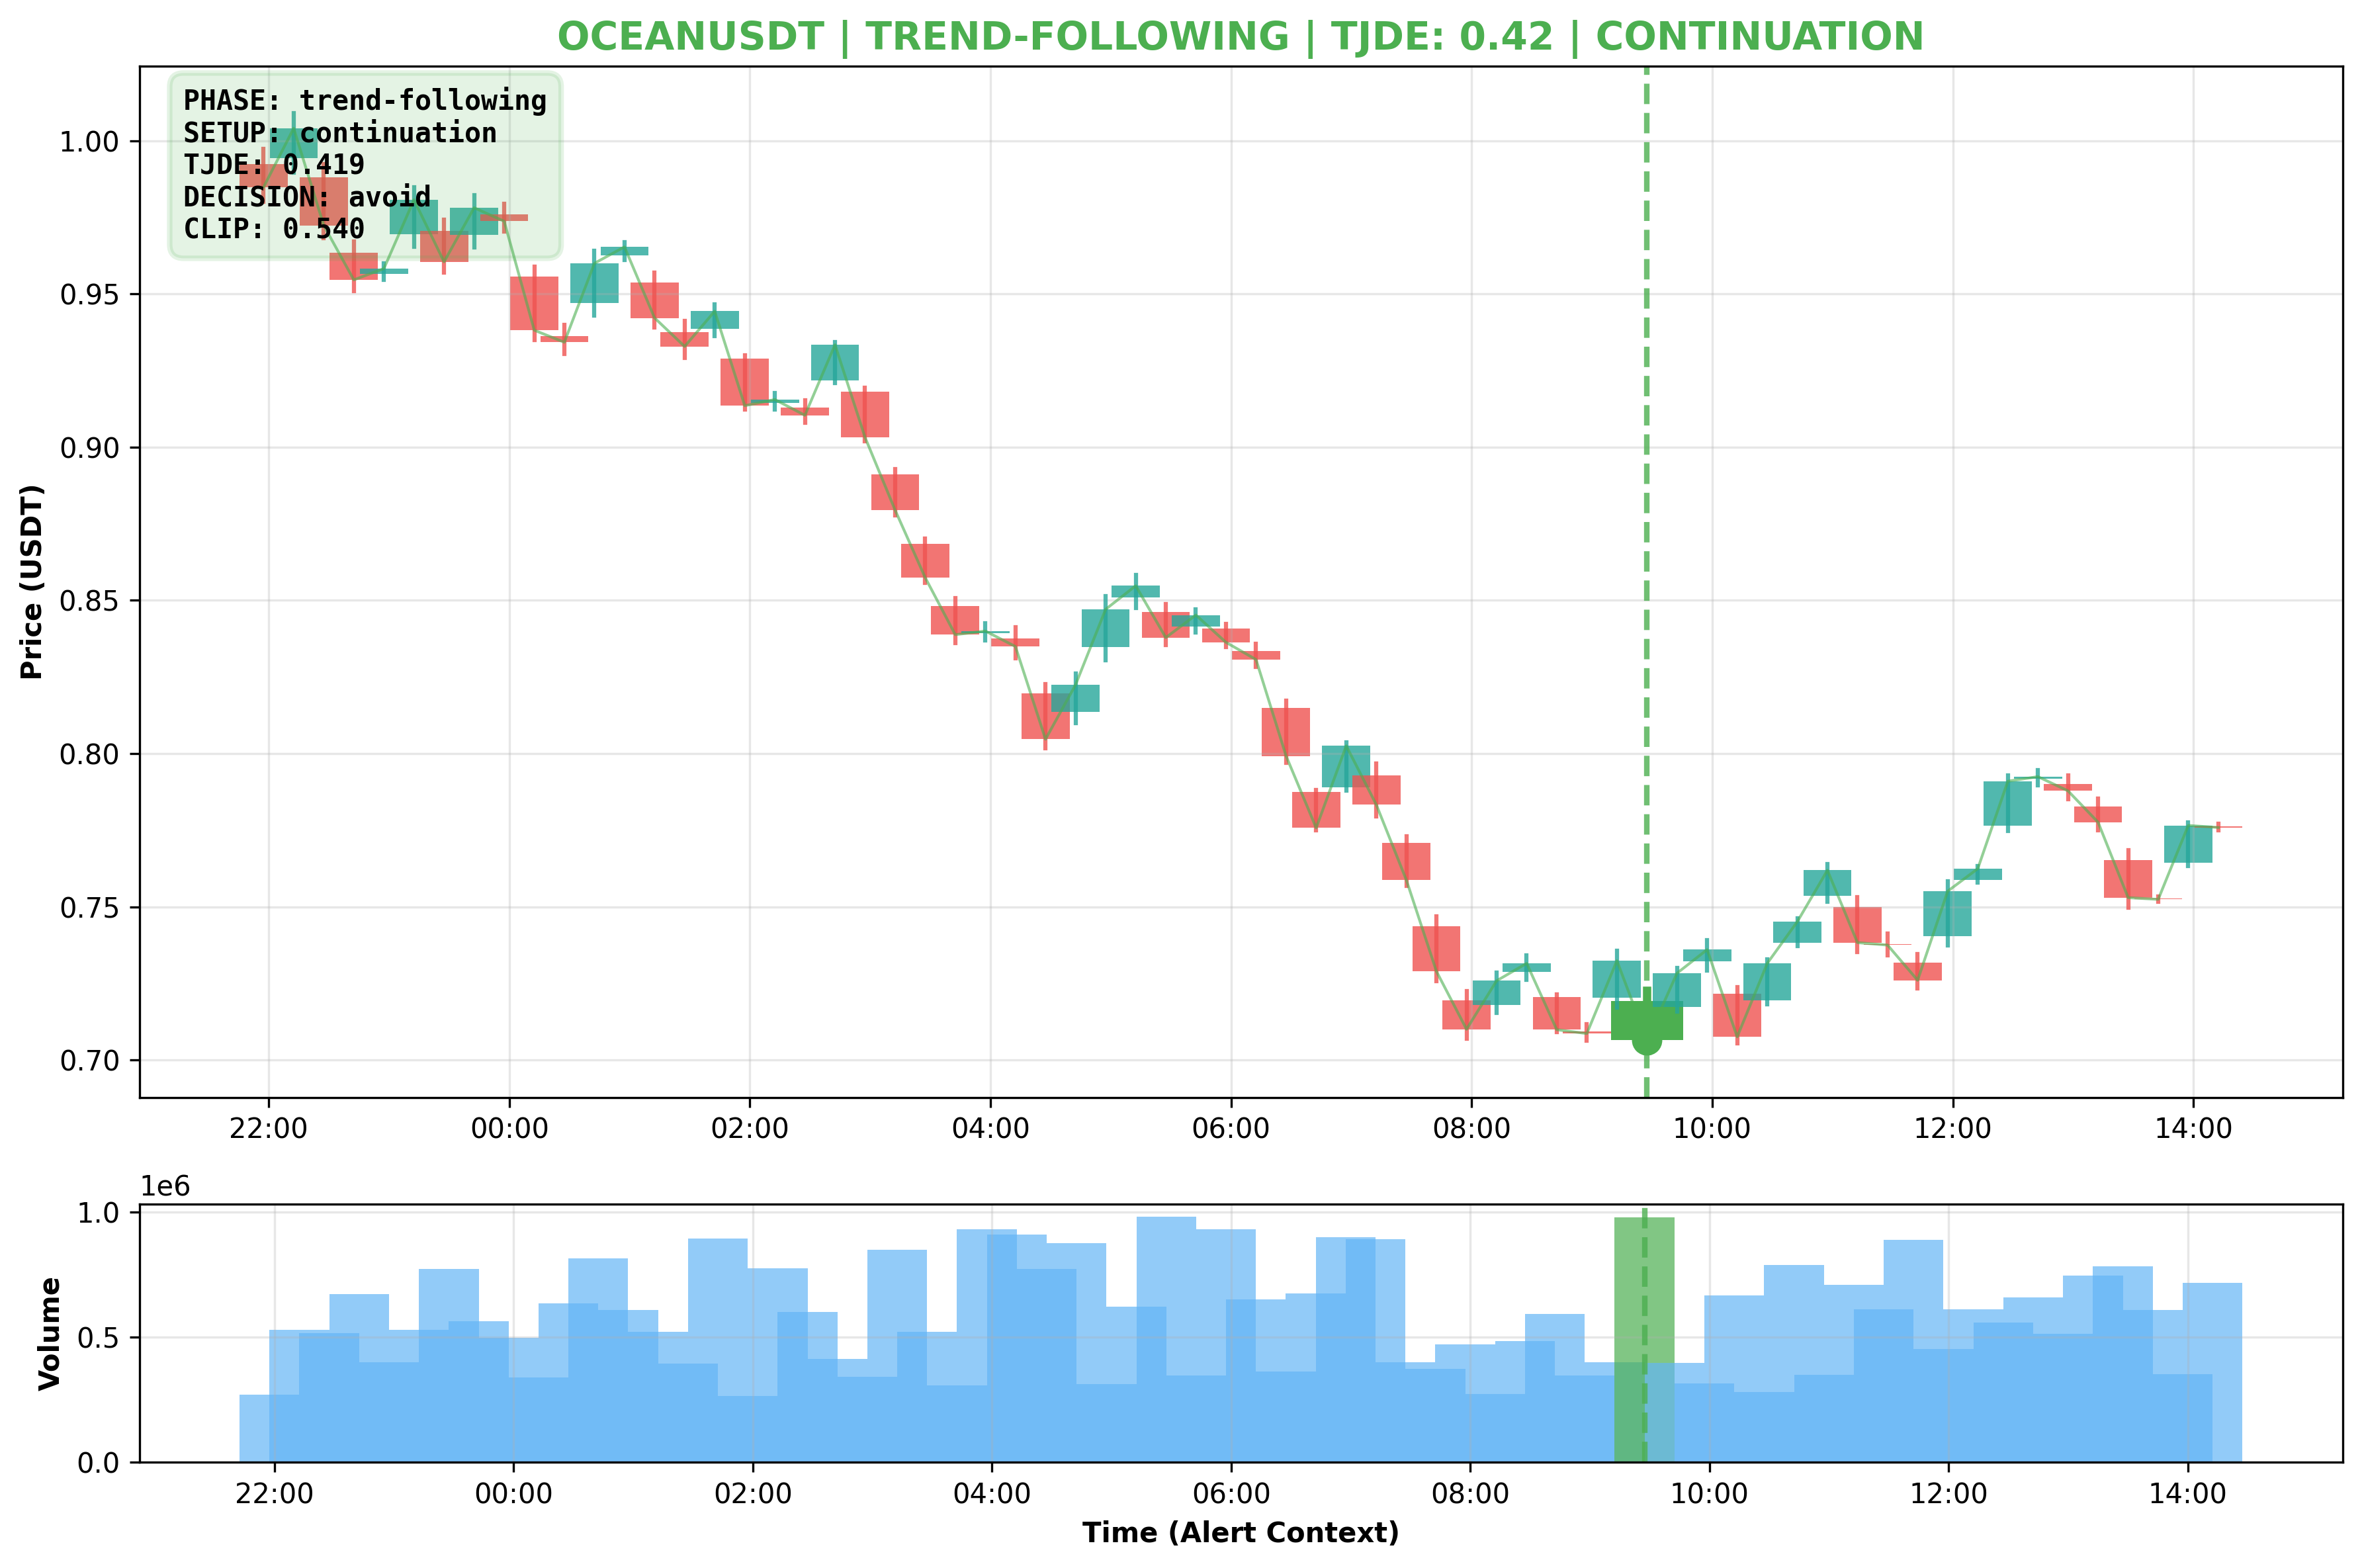 OCEANUSDT | TREND-FOLLOWING | TJDE: 0.42 | CONTINUATION
PHASE: trend-following
SETUP: continuation
TJDE: 0.419
DECISION: avoid
CLIP: 0.540
Price (USDT)
1.00
0.95
0.90
0.85
0.80
0.75
0.70
22:00 00:00 02:00 04:00 06:00 08:00 10:00 12:00 14:00
1e6
Volume
1.0
0.5
0.0
22:00 00:00 02:00 04:00 06:00 08:00 10:00 12:00 14:00
Time (Alert Context)